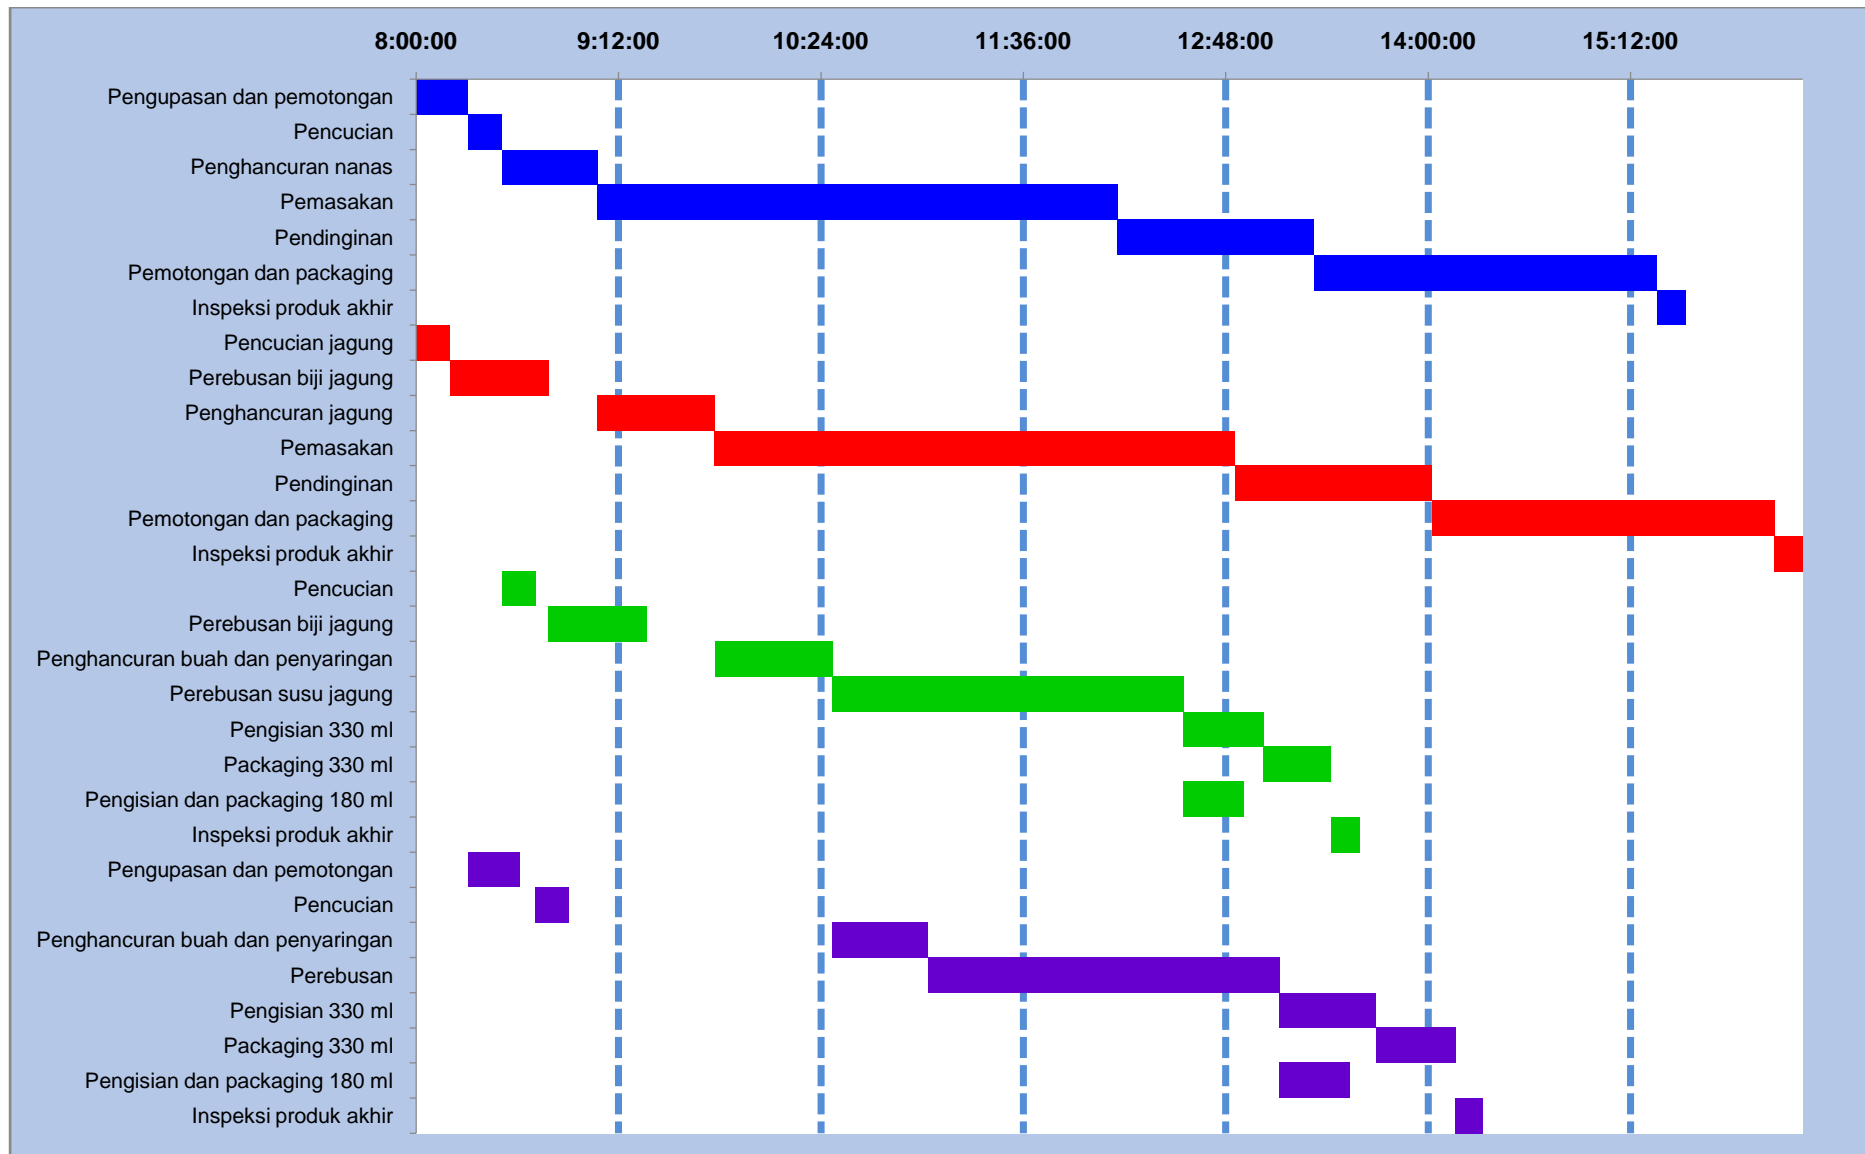 8:00:00 9:12:00 10:24:00 11:36:00 12:48:00 14:00:00 15:12:00
Pengupasan dan pemotongan
Pencucian
Penghancuran nanas
Pemasakan
Pendinginan
Pemotongan dan packaging
Inspeksi produk akhir
Pencucian jagung
Perebusan biji jagung
Penghancuran jagung
Pemasakan
Pendinginan
Pemotongan dan packaging
Inspeksi produk akhir
Pencucian
Perebusan biji jagung
Penghancuran buah dan penyaringan
Perebusan susu jagung
Pengisian 330 ml
Packaging 330 ml
Pengisian dan packaging 180 ml
Inspeksi produk akhir
Pengupasan dan pemotongan
Pencucian
Penghancuran buah dan penyaringan
Perebusan
Pengisian 330 ml
Packaging 330 ml
Pengisian dan packaging 180 ml
Inspeksi produk akhir